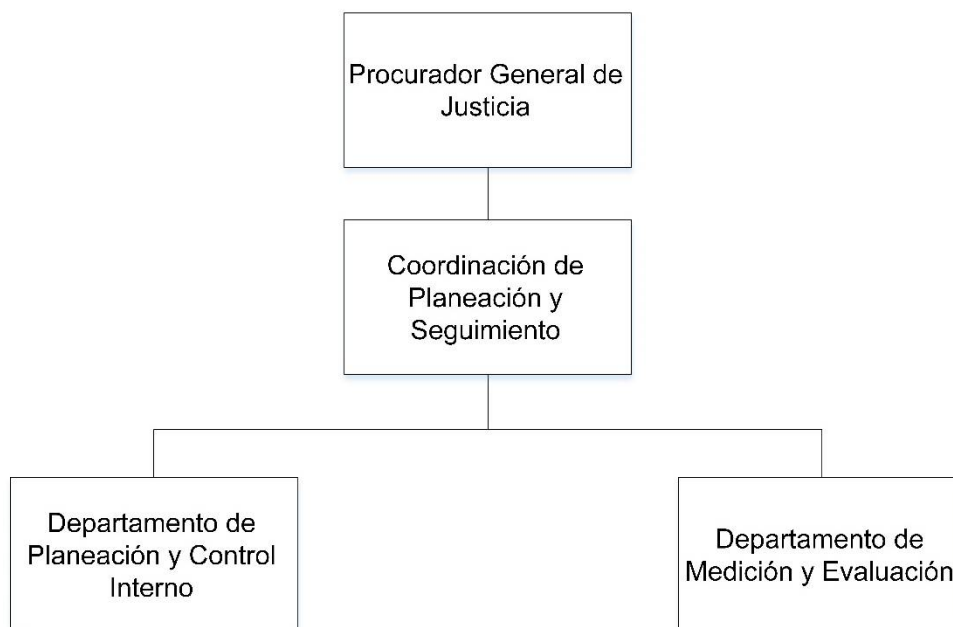 Procurador General de
Justicia
Coordinación de
Planeación y
Seguimiento
Departamento de
Planeación y Control
Interno
Departamento de
Medición y Evaluación